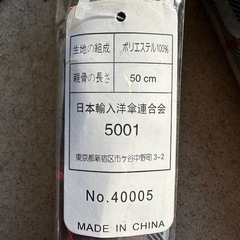 生地の組成 ポリエステル100%
親骨の長さ 50cm
日本輸入洋傘連合会
5001
東京都新宿区市ヶ谷中野町3-2
No.40005
MADE IN CHINA